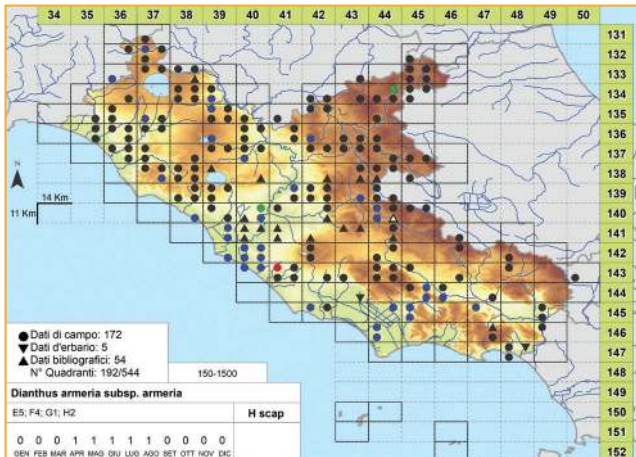 34 35 36 37 38 39 40 41 42 43 44 45 46 47 48 49 50
131
132
133
134
135
136
137
138
139
140
141
142
143
144
145
146
147
148
149
150
151
152
N
14 Km
11 Km
● Dati di campo: 172
▼ Dati d'erbario: 5
▲ Dati bibliografici: 54
N° Quadranti: 192/544
150-1500
Dianthus armeria subsp. armeria
E5; F4; G1; H2
H scap
0 0 0 1 1 1 1 1 0 0 0 0
GEN FEB MAR APR MAG GIU LUG AGO SET OTT NOV DIC